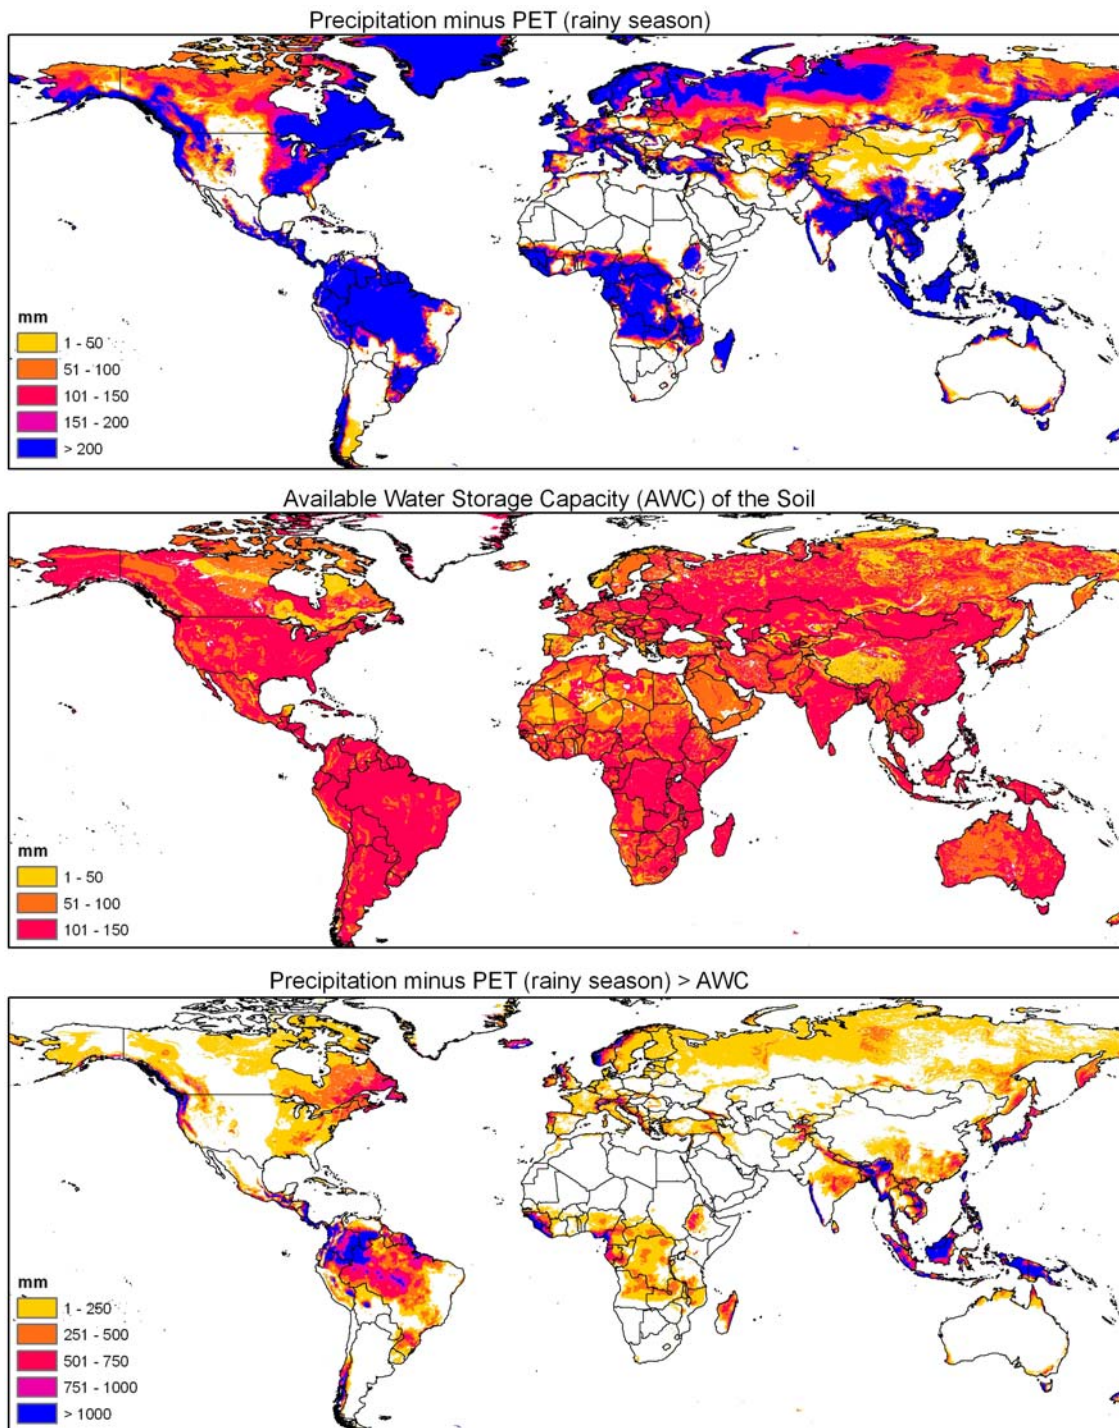 Precipitation minus PET (rainy season)
mm
1 - 50
51 - 100
101 - 150
151 - 200
> 200
Available Water Storage Capacity (AWC) of the Soil
mm
1 - 50
51 - 100
101 - 150
Precipitation minus PET (rainy season) > AWC
mm
1 - 250
251 - 500
501 - 750
751 - 1000
> 1000